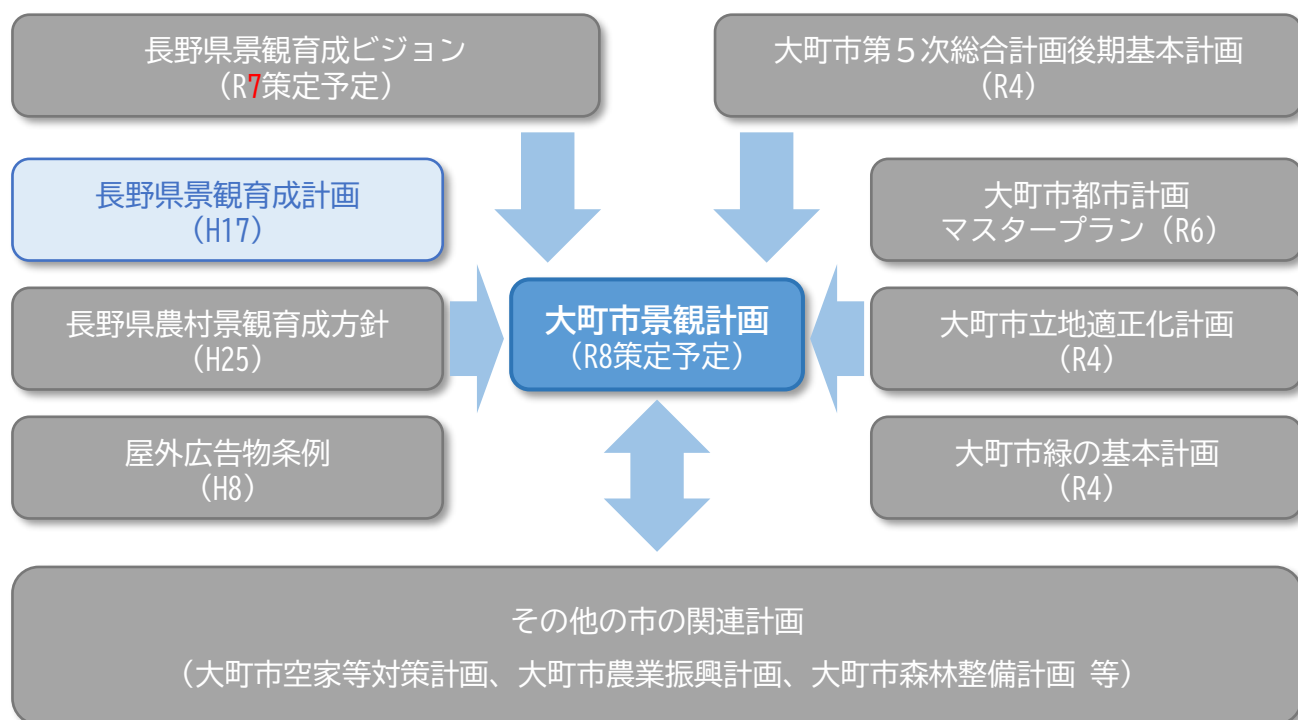 長野県景観育成ビジョン
（R7策定予定）
大町市第５次総合計画後期基本計画
（R4）
長野県景観育成計画
（H17）
大町市都市計画
マスタープラン（R6）
長野県農村景観育成方針
（H25）
大町市景観計画
（R8策定予定）
大町市立地適正化計画
（R4）
屋外広告物条例
（H8）
大町市緑の基本計画
（R4）
その他の市の関連計画
（大町市空家等対策計画、大町市農業振興計画、大町市森林整備計画 等）